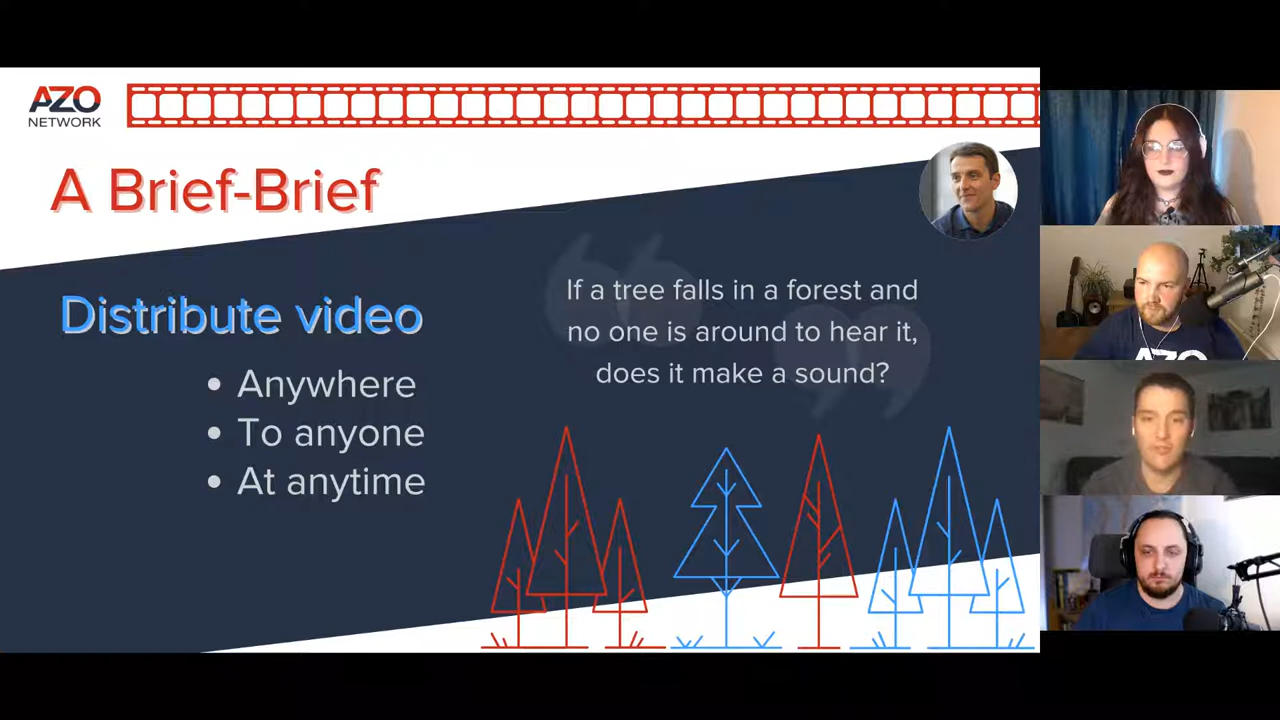 AZO
NETWORK
A Brief-Brief
Distribute video
• Anywhere
• To anyone
• At anytime
If a tree falls in a forest and
no one is around to hear it,
does it make a sound?
AZO